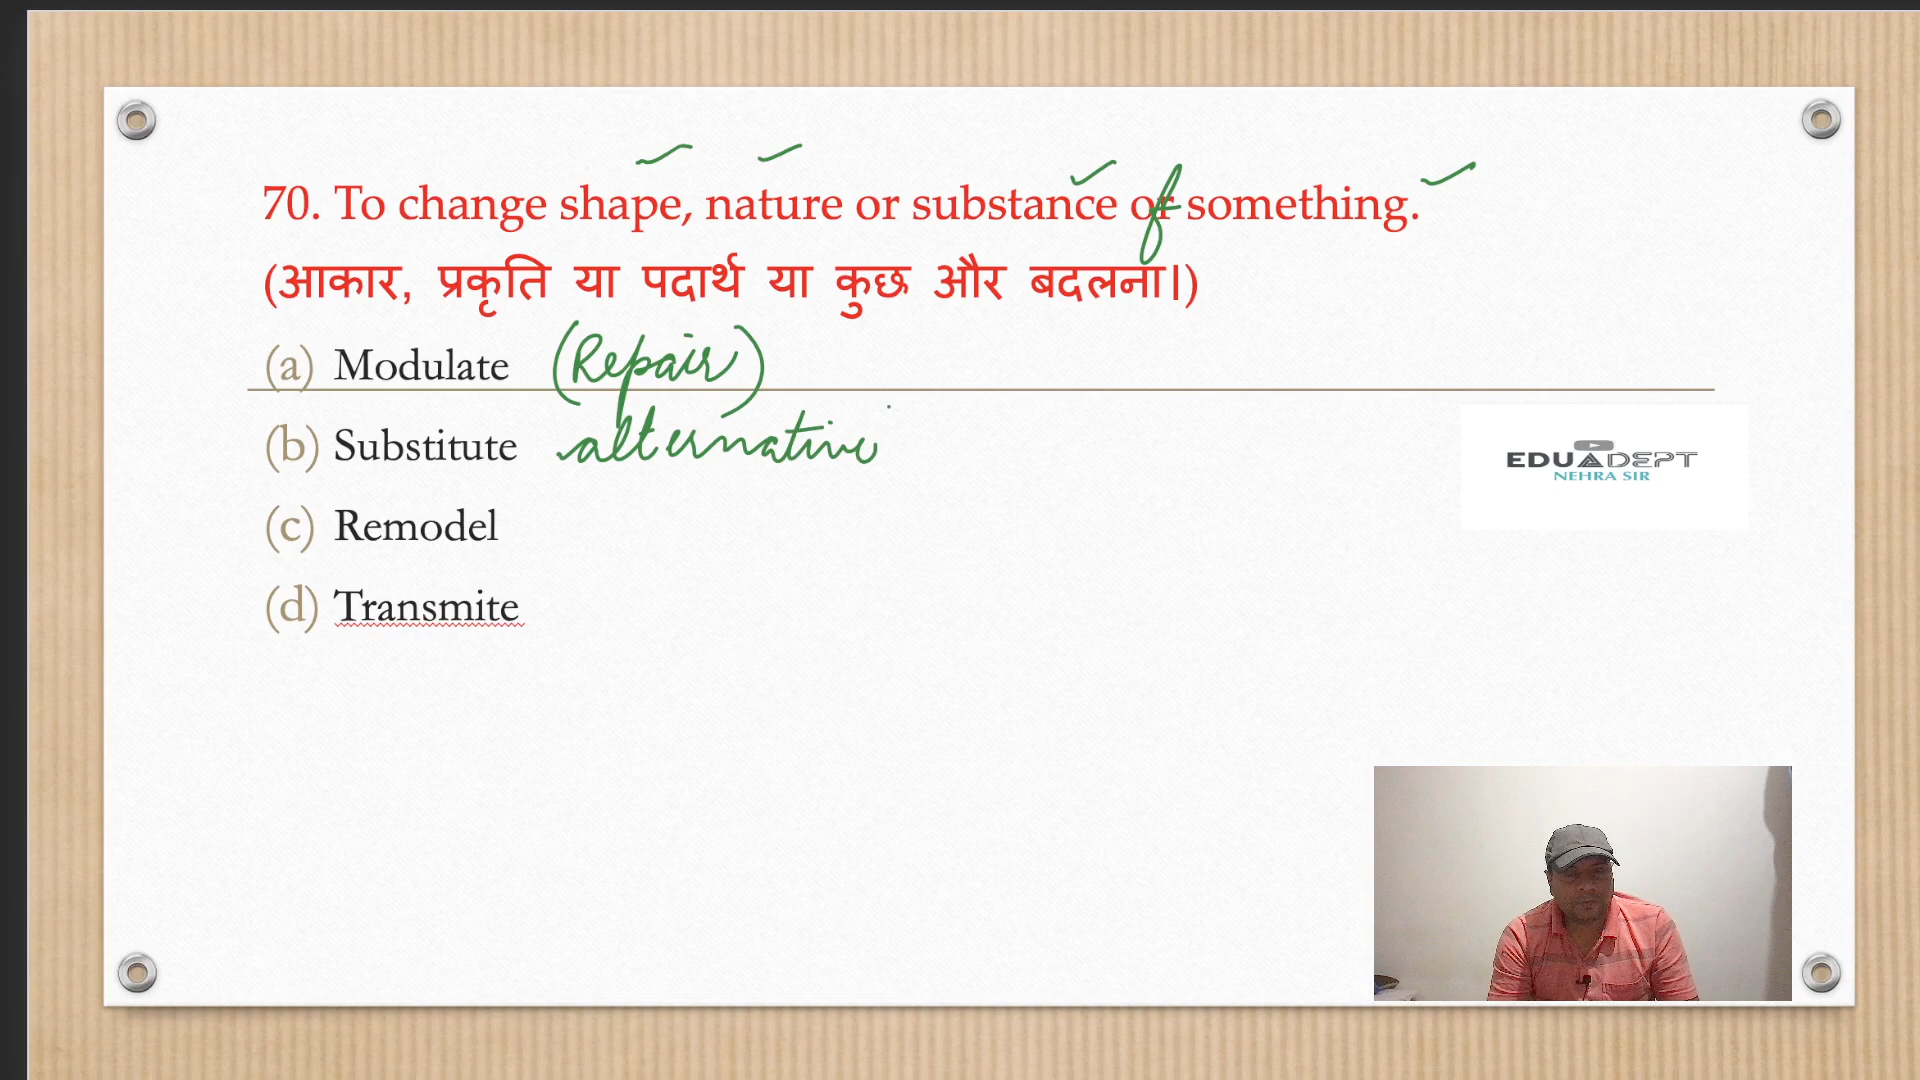 70. To change shape, nature or substance of something.
(आकार, प्रकृति या पदार्थ या कुछ और बदलना।)
(a) Modulate (Repair)
(b) Substitute alternative
(c) Remodel
(d) Transmite
EDUADEPT
NEHRA SIR